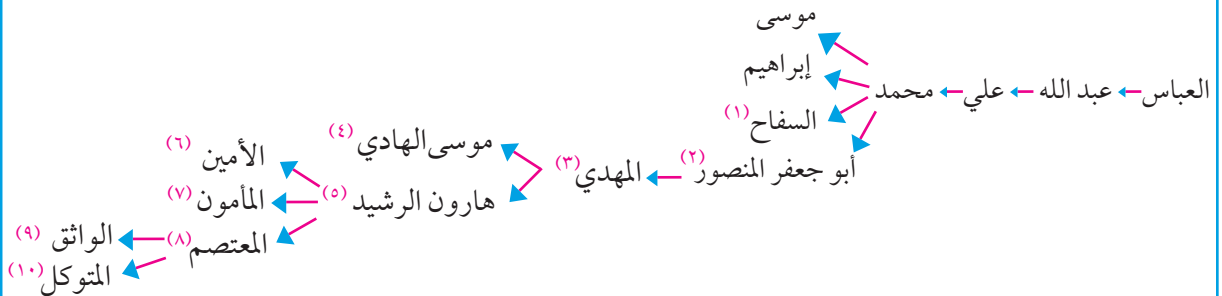 موسى
إبراهيم
العباس عبد الله علي محمد
السفاح (١)
أبو جعفر المنصور (٢) المهدي (٣)
موسى الهادي (٤)
هارون الرشيد (٥)
الأمين (٦)
المأمون (٧)
المعتصم (٨)
الواثق (٩)
المتوكل (١٠)